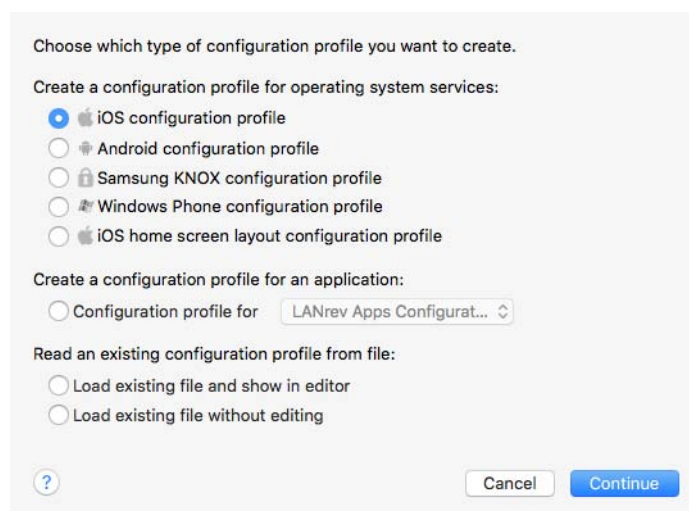 Choose which type of configuration profile you want to create.
Create a configuration profile for operating system services:
iOS configuration profile
Android configuration profile
Samsung KNOX configuration profile
Windows Phone configuration profile
iOS home screen layout configuration profile
Create a configuration profile for an application:
Configuration profile for LANrev Apps Configurat...
Read an existing configuration profile from file:
Load existing file and show in editor
Load existing file without editing
? Cancel Continue